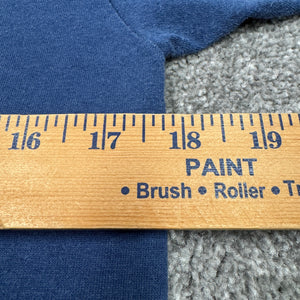 16 17 18 19
PAINT
• Brush • Roller • T